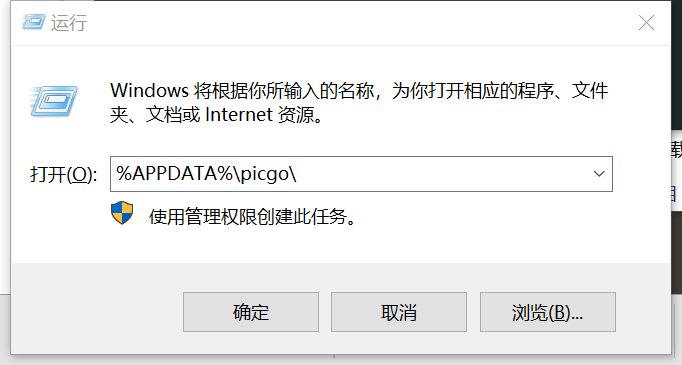 运行
Windows 将根据你所输入的名称，为你打开相应的程序、文件
夹、文档或 Internet 资源。
打开(O): %APPDATA%\picgo\
使用管理权限创建此任务。
确定 取消 浏览(B)...